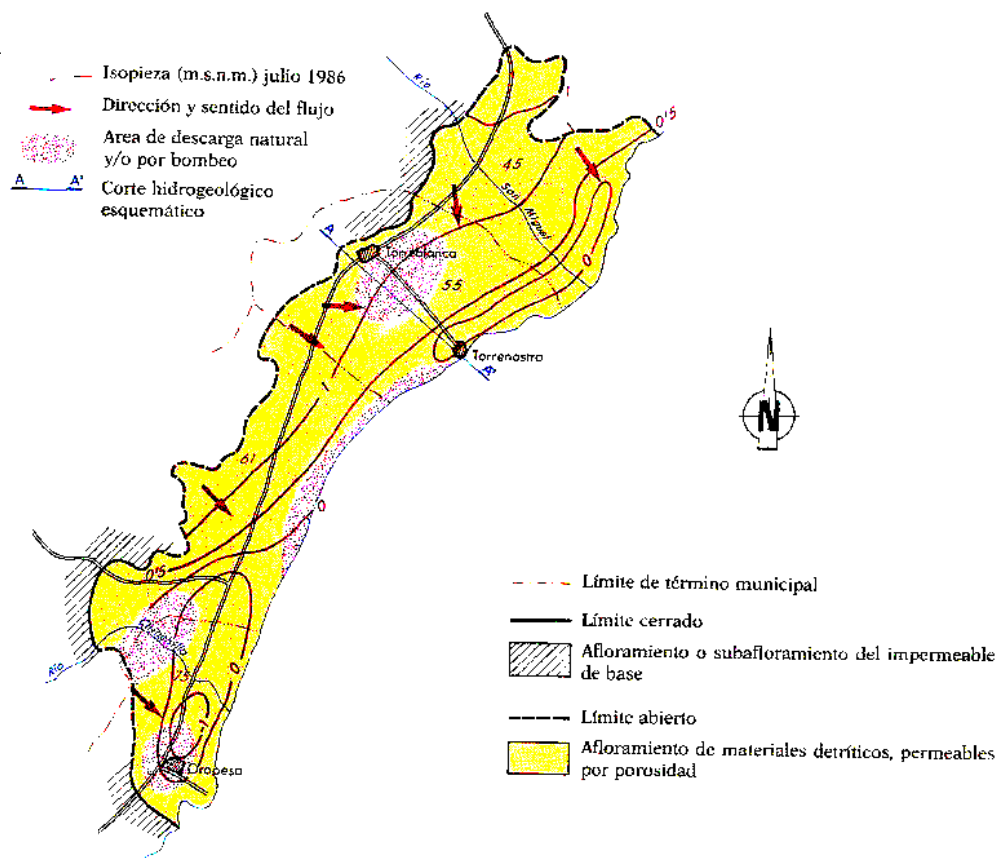 Isopieza (m.s.n.m.) julio 1986
Dirección y sentido del flujo
Area de descarga natural
y/o por bombeo
A A'
Corte hidrogeológico
esquemático
Río
San Miguel
1
0'5
45
0
A
Torreblanca
55
Torrenostra
A'
1
61
0
0'5
Río
Chinchilla
75
0
-1
Oropesa
N
Límite de término municipal
Límite cerrado
Afloramiento o subafloramiento del impermeable
de base
Límite abierto
Afloramiento de materiales detríticos, permeables
por porosidad